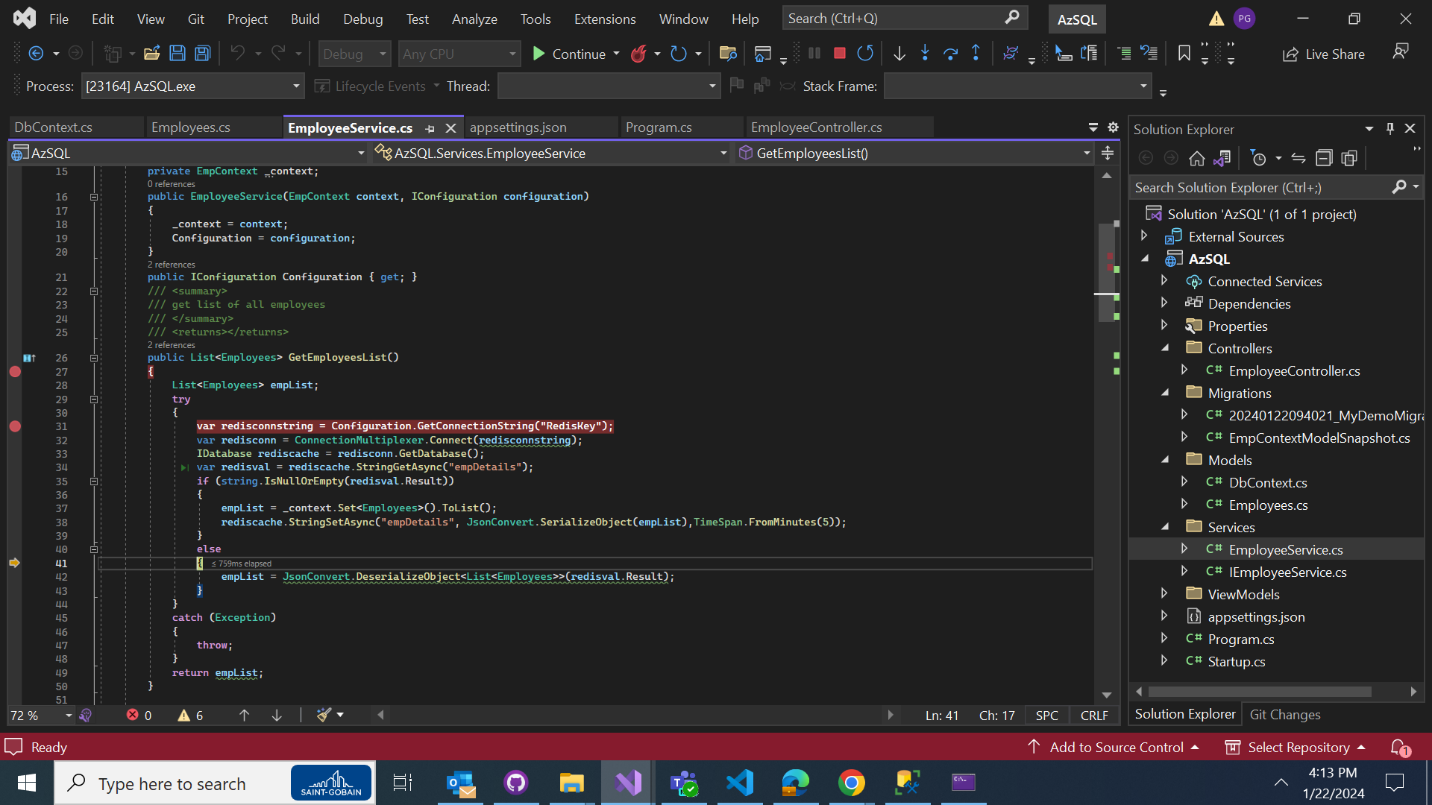 File Edit View Git Project Build Debug Test Analyze Tools Extensions Window Help Search (Ctrl+Q) AzSQL PG
Debug Any CPU Continue Live Share
Process: [23164] AzSQL.exe Lifecycle Events Thread: Stack Frame:
DbContext.cs Employees.cs EmployeeService.cs appsettings.json Program.cs EmployeeController.cs
AzSQL AzSQL.Services.EmployeeService GetEmployeesList()
15 private EmpContext _context;
0 references
16 public EmployeeService(EmpContext context, IConfiguration configuration)
17 {
18 _context = context;
19 Configuration = configuration;
20 }
2 references
21 public IConfiguration Configuration { get; }
22 /// <summary>
23 /// get list of all employees
24 /// </summary>
25 /// <returns></returns>
2 references
26 public List<Employees> GetEmployeesList()
27 {
28 List<Employees> empList;
29 try
30 {
31 var redisconnstring = Configuration.GetConnectionString("RedisKey");
32 var redisconn = ConnectionMultiplexer.Connect(redisconnstring);
33 IDatabase rediscache = redisconn.GetDatabase();
34 var redisval = rediscache.StringGetAsync("empDetails");
35 if (string.IsNullOrEmpty(redisval.Result))
36 {
37 empList = _context.Set<Employees>().ToList();
38 rediscache.StringSetAsync("empDetails", JsonConvert.SerializeObject(empList),TimeSpan.FromMinutes(5));
39 }
40 else
41 { ≤ 759ms elapsed
42 empList = JsonConvert.DeserializeObject<List<Employees>>(redisval.Result);
43 }
44 }
45 catch (Exception)
46 {
47 throw;
48 }
49 return empList;
50 }
51
72 % 0 6 Ln: 41 Ch: 17 SPC CRLF
Solution Explorer
Search Solution Explorer (Ctrl+;)
Solution 'AzSQL' (1 of 1 project)
External Sources
AzSQL
Connected Services
Dependencies
Properties
Controllers
C# EmployeeController.cs
Migrations
C# 20240122094021_MyDemoMigra
C# EmpContextModelSnapshot.cs
Models
C# DbContext.cs
C# Employees.cs
Services
C# EmployeeService.cs
C# IEmployeeService.cs
ViewModels
appsettings.json
C# Program.cs
C# Startup.cs
Solution Explorer Git Changes
Ready Add to Source Control Select Repository 1
Type here to search SAINT-GOBAIN 4:13 PM
1/22/2024